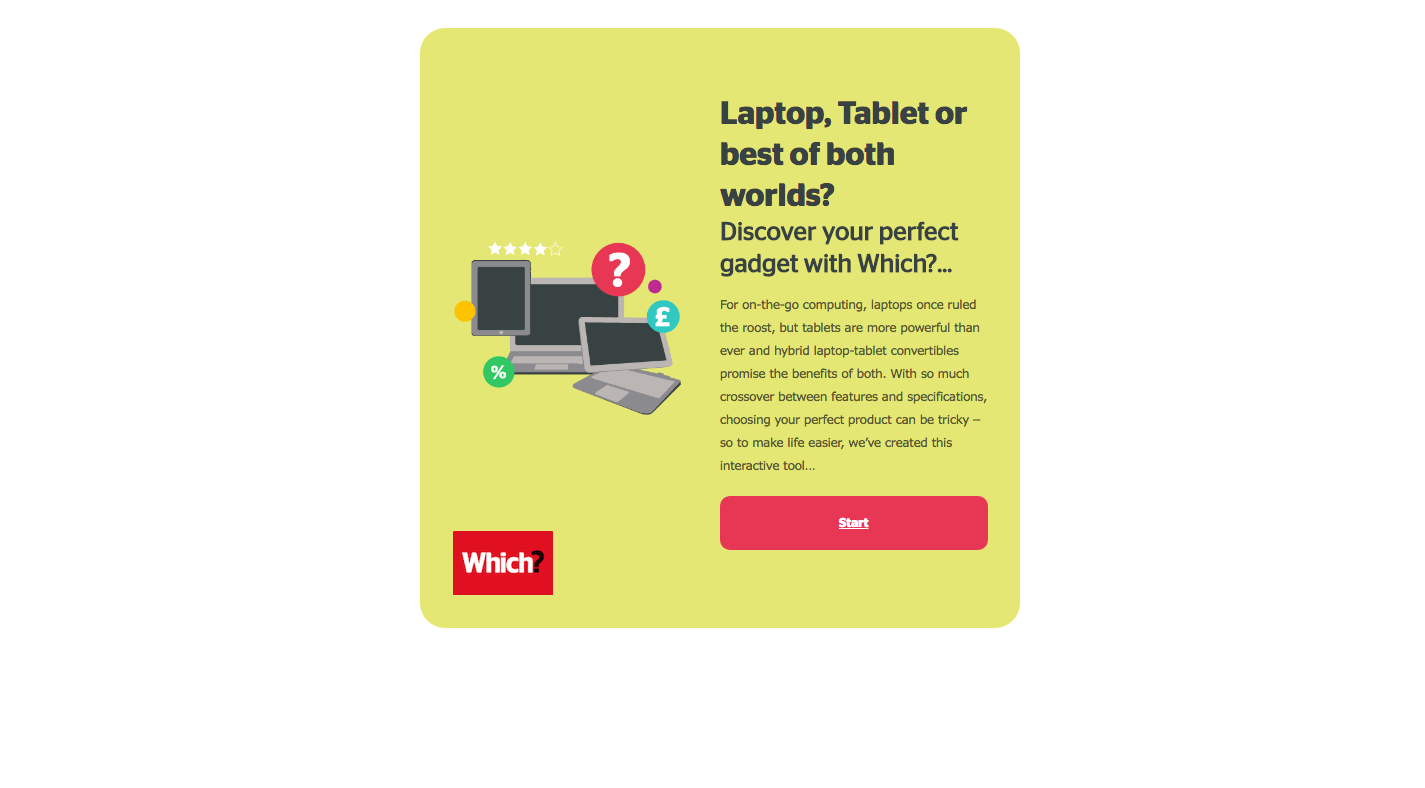 Laptop, Tablet or
best of both
worlds?
Discover your perfect
gadget with Which?...
For on-the-go computing, laptops once ruled
the roost, but tablets are more powerful than
ever and hybrid laptop-tablet convertibles
promise the benefits of both. With so much
crossover between features and specifications,
choosing your perfect product can be tricky –
so to make life easier, we’ve created this
interactive tool...
Start
?
£
%
Which?